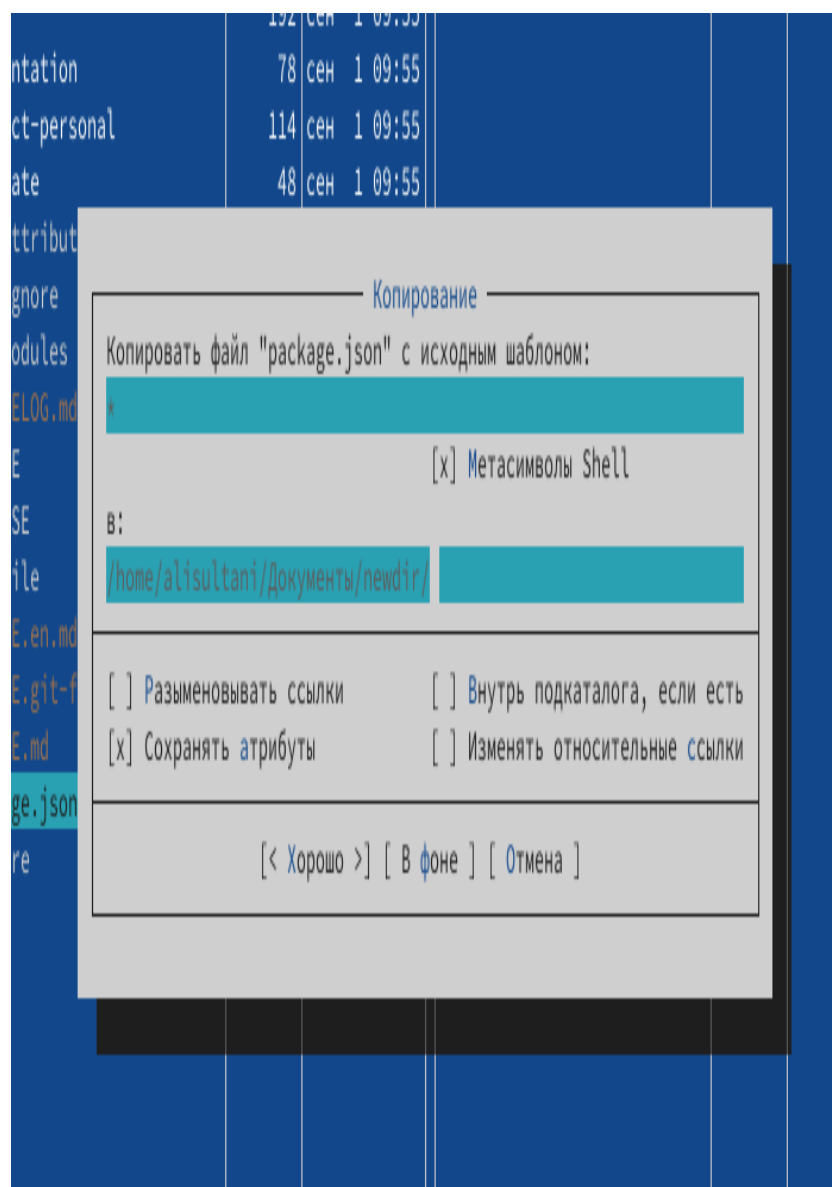 192 сен 1 09:55
ntation 78 сен 1 09:55
ct-personal 114 сен 1 09:55
ate 48 сен 1 09:55
ttribut
gnore
odules
ELOG.md
E
SE
ile
E.en.md
E.git-f
E.md
ge.json
re
Копирование
Копировать файл "package.json" с исходным шаблоном:
*
[x] Метасимволы Shell
в:
/home/alisultani/Документы/newdir/
[ ] Разыменовывать ссылки [ ] Внутрь подкаталога, если есть
[x] Сохранять атрибуты [ ] Изменять относительные ссылки
[< Хорошо >] [ В фоне ] [ Отмена ]